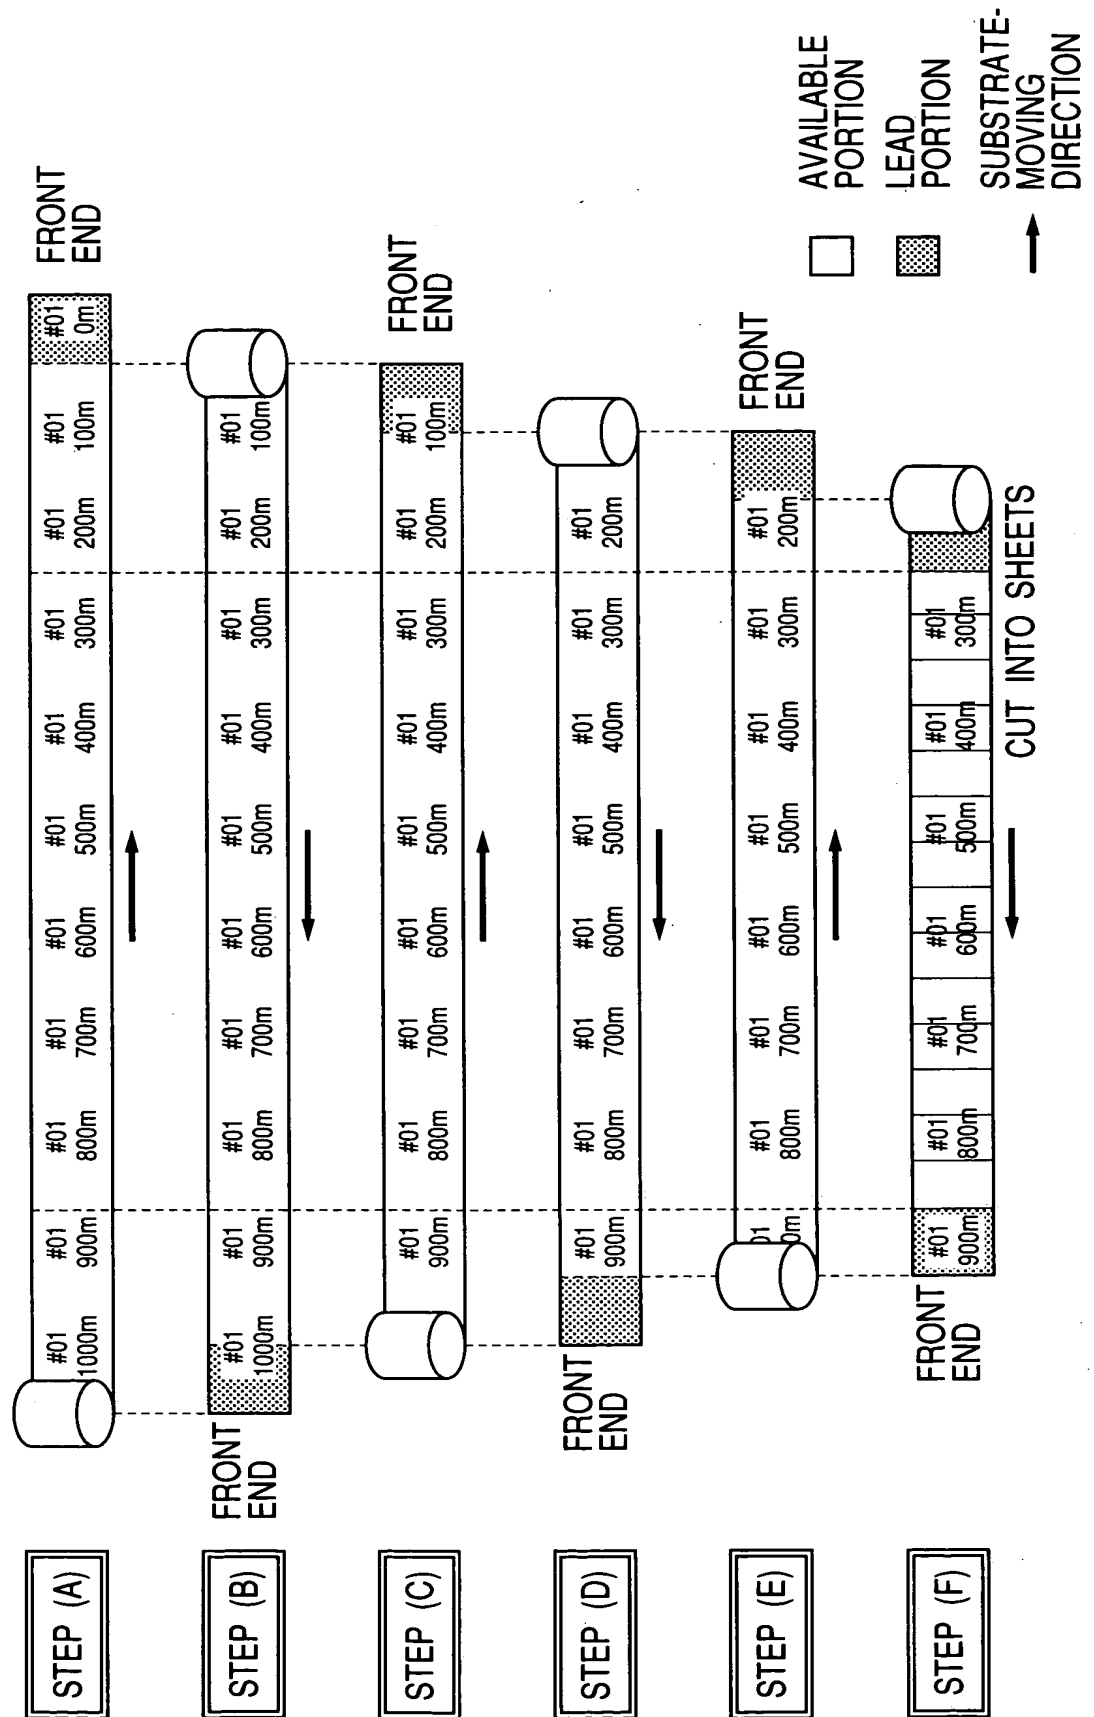 STEP (A)
#01
1000m
#01
900m
#01
800m
#01
700m
#01
600m
#01
500m
#01
400m
#01
300m
#01
200m
#01
100m
#01
0m
FRONT
END
STEP (B)
FRONT
END
#01
1000m
#01
900m
#01
800m
#01
700m
#01
600m
#01
500m
#01
400m
#01
300m
#01
200m
#01
100m
STEP (C)
#01
900m
#01
800m
#01
700m
#01
600m
#01
500m
#01
400m
#01
300m
#01
200m
#01
100m
FRONT
END
STEP (D)
FRONT
END
#01
900m
#01
800m
#01
700m
#01
600m
#01
500m
#01
400m
#01
300m
#01
200m
STEP (E)
01
0m
#01
800m
#01
700m
#01
600m
#01
500m
#01
400m
#01
300m
#01
200m
FRONT
END
STEP (F)
FRONT
END
#01
900m
#01
800m
#01
700m
#01
600m
#01
500m
#01
400m
#01
300m
CUT INTO SHEETS
AVAILABLE
PORTION
LEAD
PORTION
SUBSTRATE-
MOVING
DIRECTION